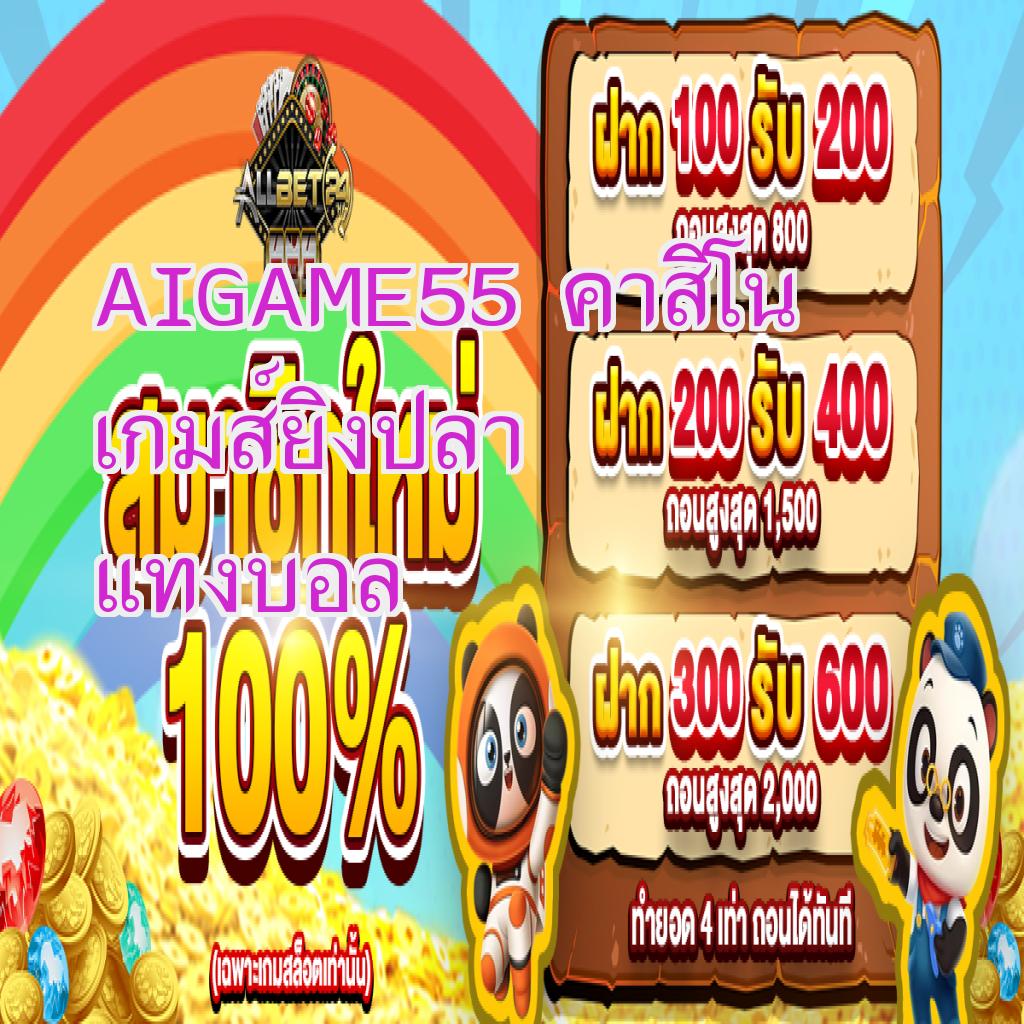 ALLBET24
AIGAME55 คาสิโน
เกมส์ยิงปลา
แทงบอล
สมาชิกใหม่
100%
(เฉพาะเกมสล็อตเท่านั้น)
ฝาก 100 รับ 200
ถอนสูงสุด 800
ฝาก 200 รับ 400
ถอนสูงสุด 1,500
ฝาก 300 รับ 600
ถอนสูงสุด 2,000
ทำยอด 4 เท่า ถอนได้ทันที